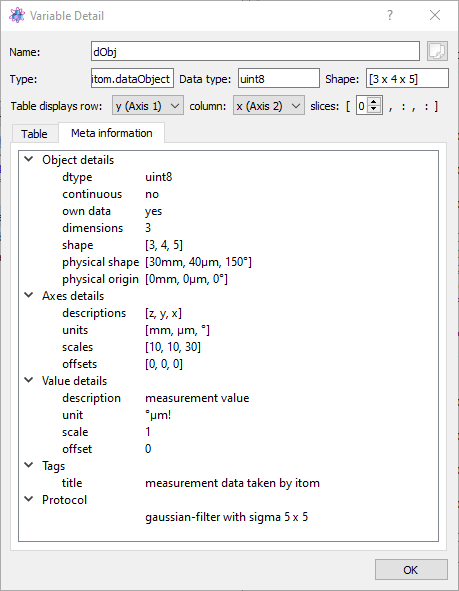 Variable Detail
Name: dObj
Type: itom.dataObject Data type: uint8 Shape: [3 x 4 x 5]
Table displays row: y (Axis 1) column: x (Axis 2) slices: [ 0 , : , : ]
Table Meta information
Object details
dtype uint8
continuous no
own data yes
dimensions 3
shape [3, 4, 5]
physical shape [30mm, 40µm, 150°]
physical origin [0mm, 0µm, 0°]
Axes details
descriptions [z, y, x]
units [mm, µm, °]
scales [10, 10, 30]
offsets [0, 0, 0]
Value details
description measurement value
unit °µm!
scale 1
offset 0
Tags
title measurement data taken by itom
Protocol
gaussian-filter with sigma 5 x 5
OK